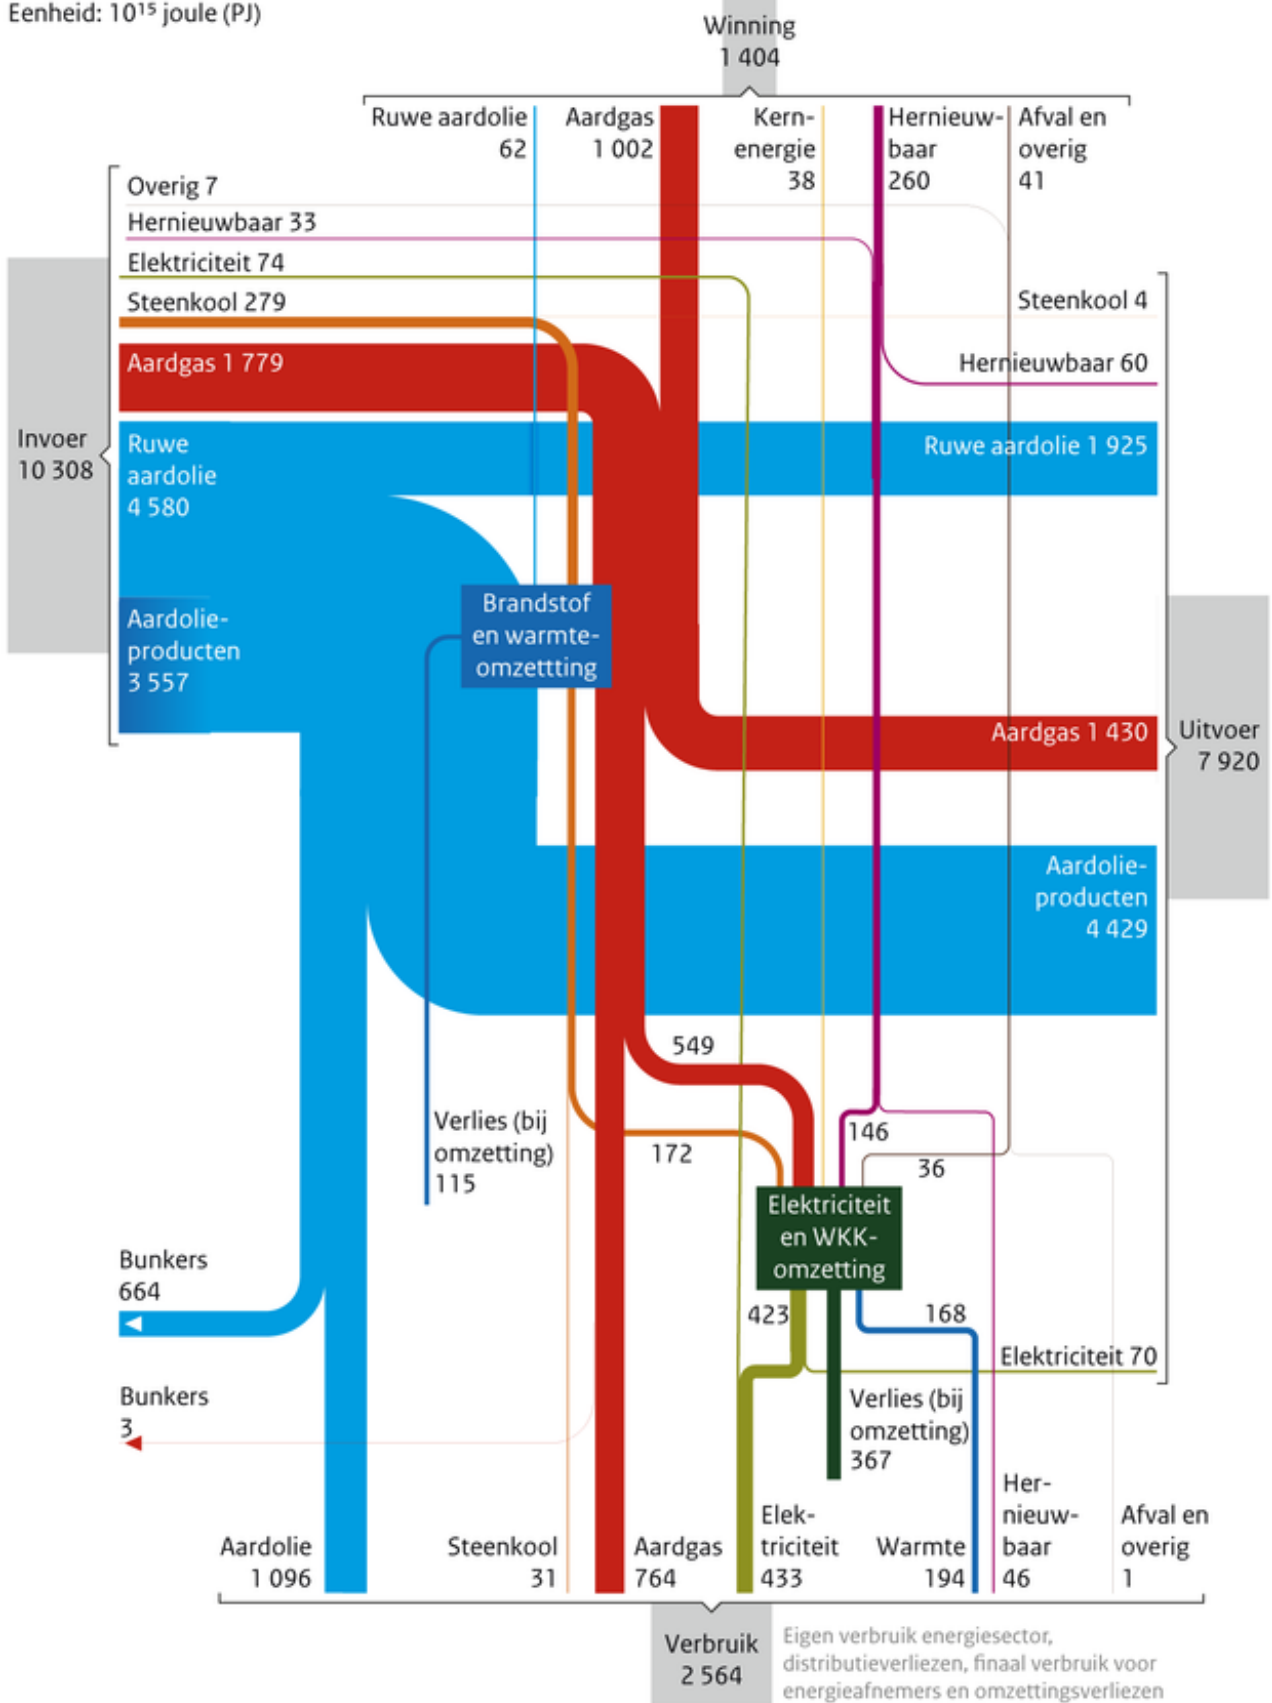 Eenheid: 10¹⁵ joule (PJ)
Winning
1 404
Ruwe aardolie
62
Aardgas
1 002
Kern-
energie
38
Hernieuw-
baar
260
Afval en
overig
41
Overig 7
Hernieuwbaar 33
Elektriciteit 74
Steenkool 279
Aardgas 1 779
Ruwe
aardolie
4 580
Aardolie-
producten
3 557
Invoer
10 308
Steenkool 4
Hernieuwbaar 60
Ruwe aardolie 1 925
Aardgas 1 430
Aardolie-
producten
4 429
Uitvoer
7 920
Brandstof
en warmte-
omzettting
549
Verlies (bij
omzetting)
115
172
146
36
Elektriciteit
en WKK-
omzetting
Bunkers
664
423
168
Elektriciteit 70
Bunkers
3
Verlies (bij
omzetting)
367
Aardolie
1 096
Steenkool
31
Aardgas
764
Elek-
triciteit
433
Warmte
194
Her-
nieuw-
baar
46
Afval en
overig
1
Verbruik
2 564
Eigen verbruik energiesector,
distributieverliezen, finaal verbruik voor
energieafnemers en omzettingsverliezen